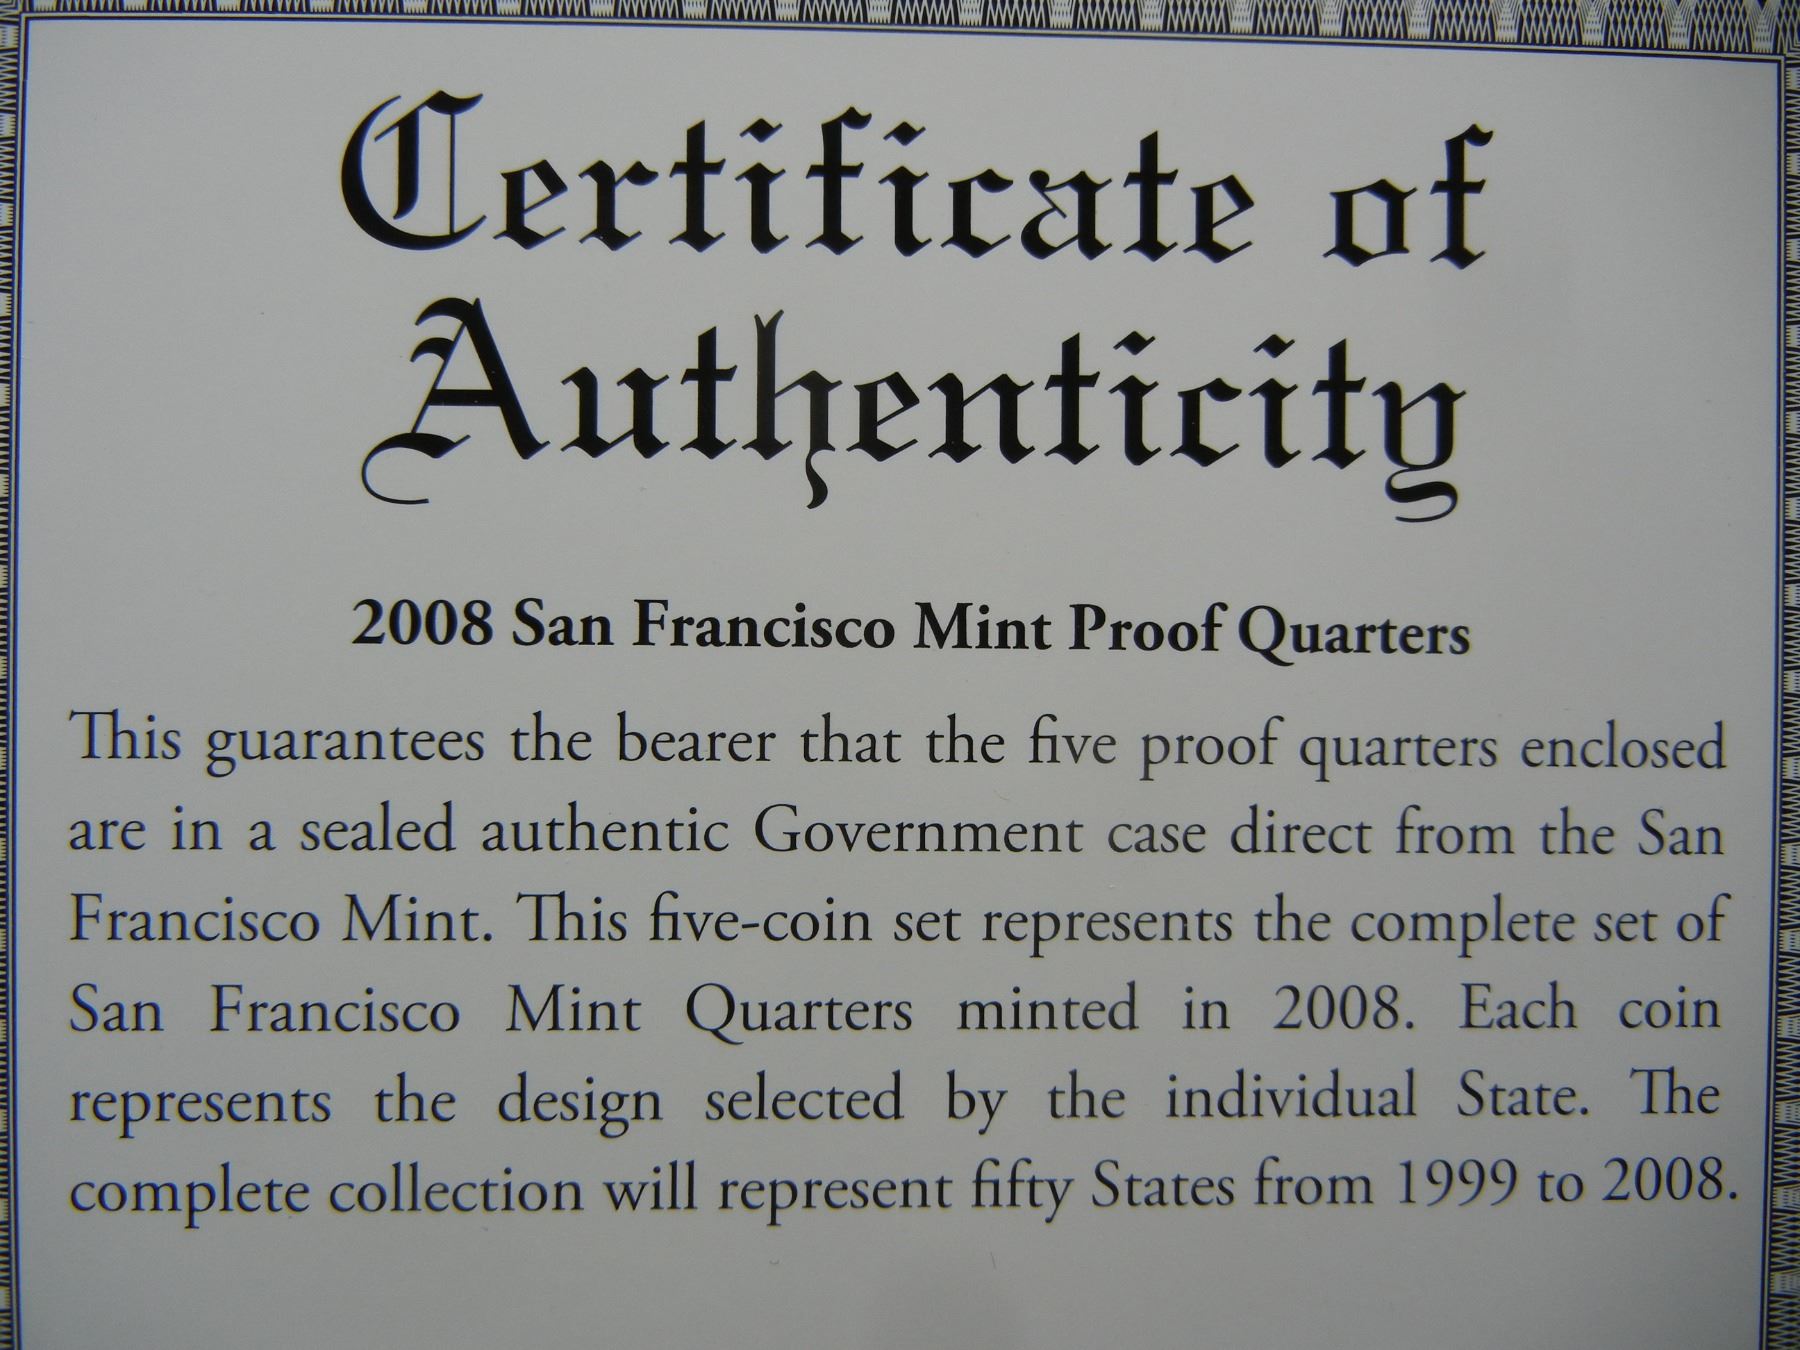 Certificate of
Authenticity
2008 San Francisco Mint Proof Quarters
This guarantees the bearer that the five proof quarters enclosed
are in a sealed authentic Government case direct from the San
Francisco Mint. This five-coin set represents the complete set of
San Francisco Mint Quarters minted in 2008. Each coin
represents the design selected by the individual State. The
complete collection will represent fifty States from 1999 to 2008.